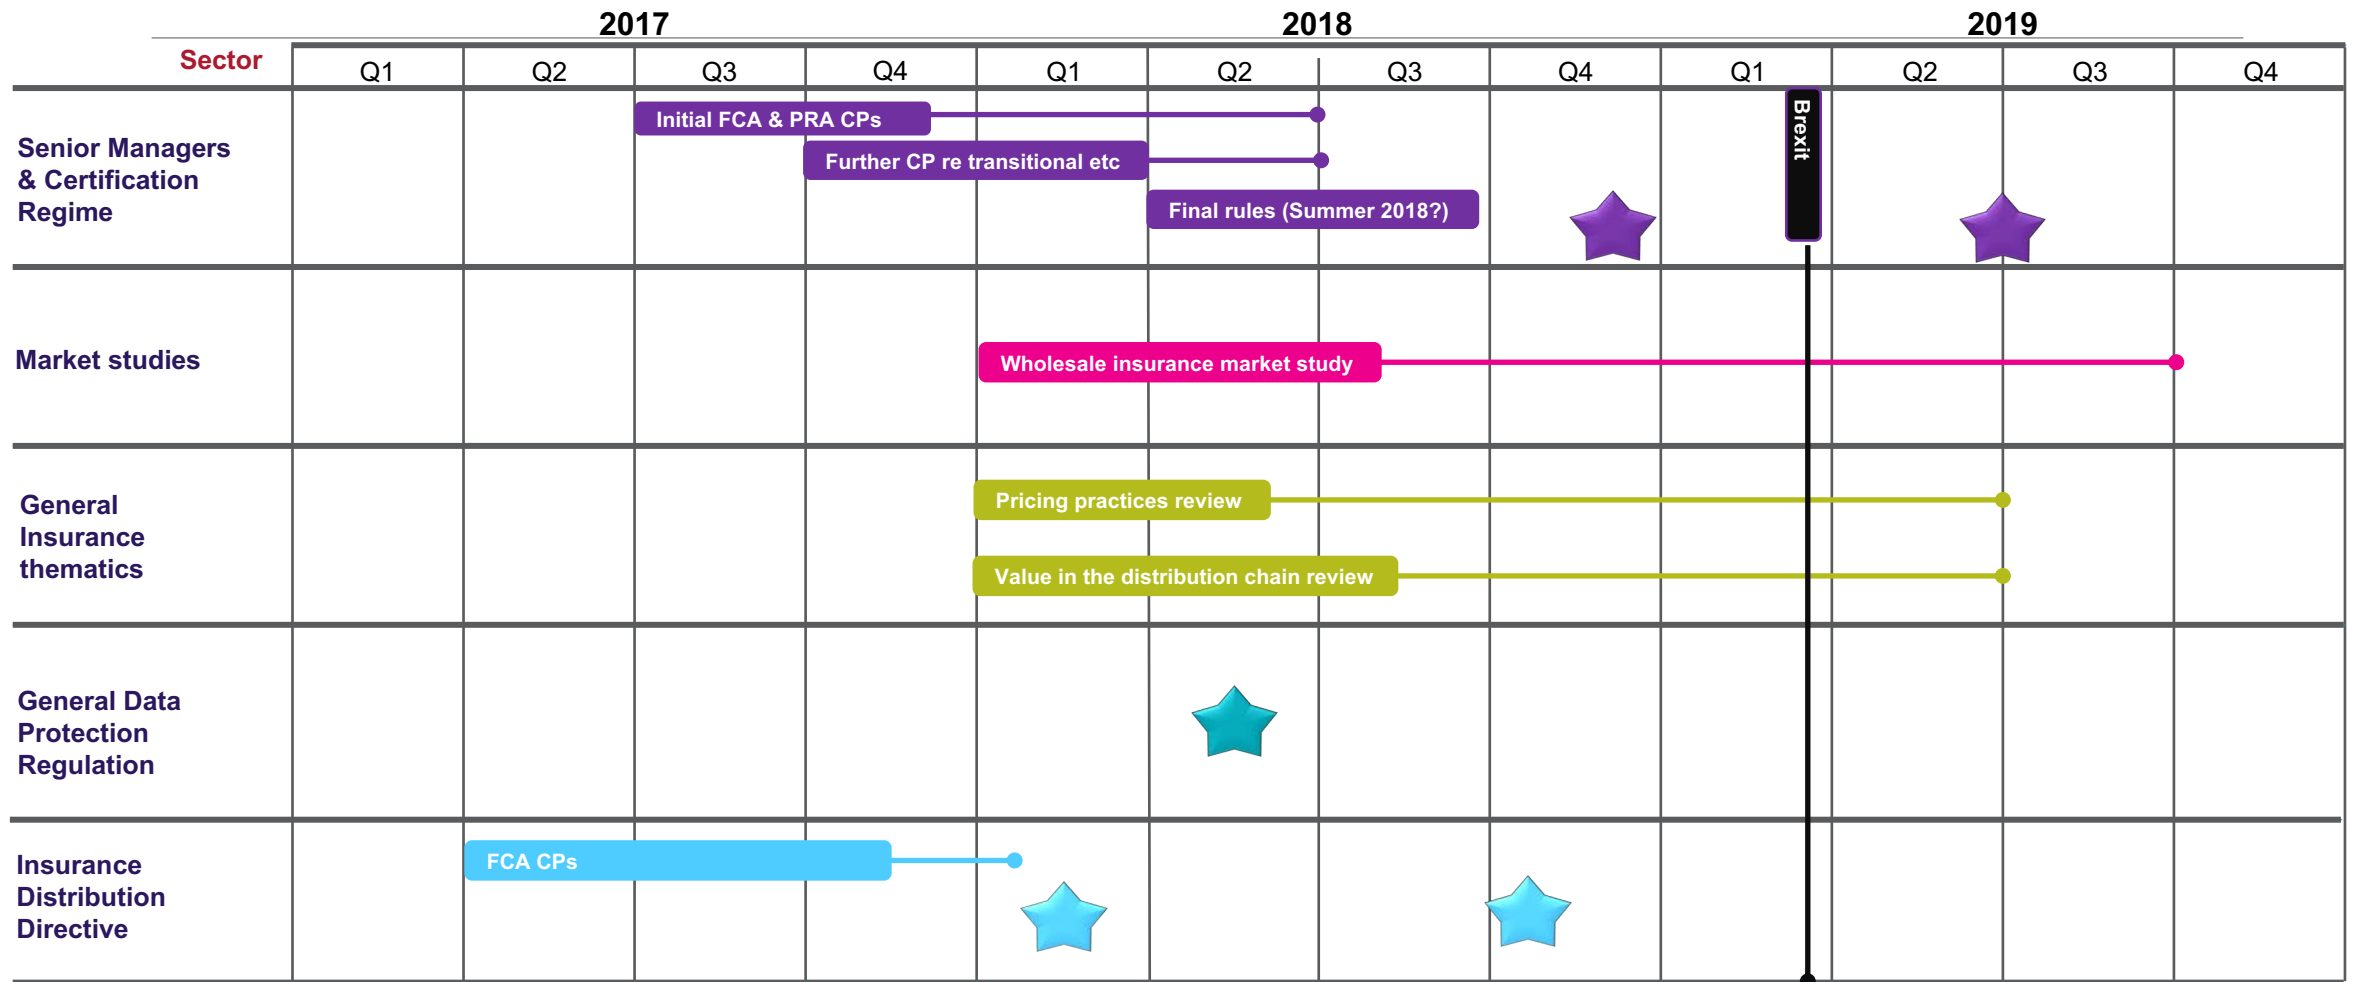 2017 2018 2019
Sector Q1 Q2 Q3 Q4 Q1 Q2 Q3 Q4 Q1 Q2 Q3 Q4
Senior Managers
& Certification
Regime
Initial FCA & PRA CPs
Further CP re transitional etc
Final rules (Summer 2018?)
Brexit
Market studies
Wholesale insurance market study
General
Insurance
thematics
Pricing practices review
Value in the distribution chain review
General Data
Protection
Regulation
Insurance
Distribution
Directive
FCA CPs